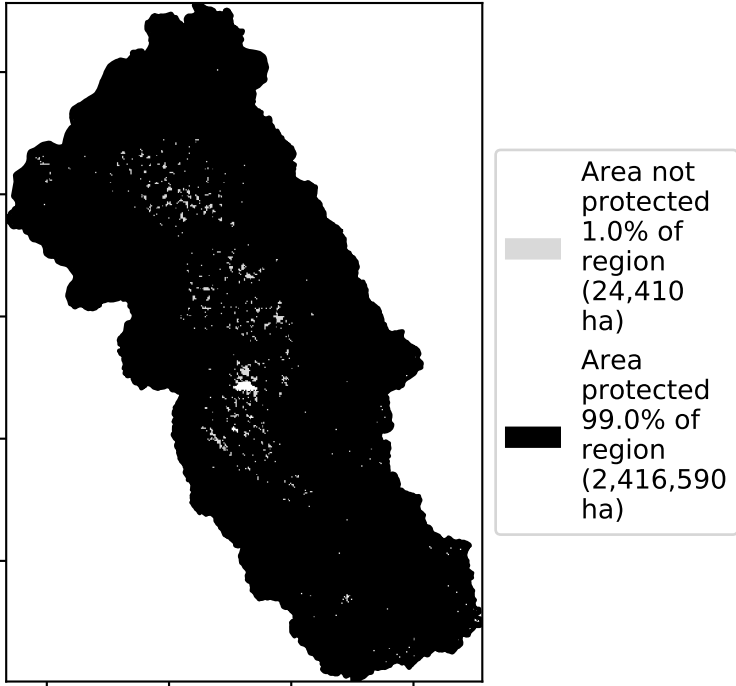 Area not
protected
1.0% of
region
(24,410
ha)
Area
protected
99.0% of
region
(2,416,590
ha)